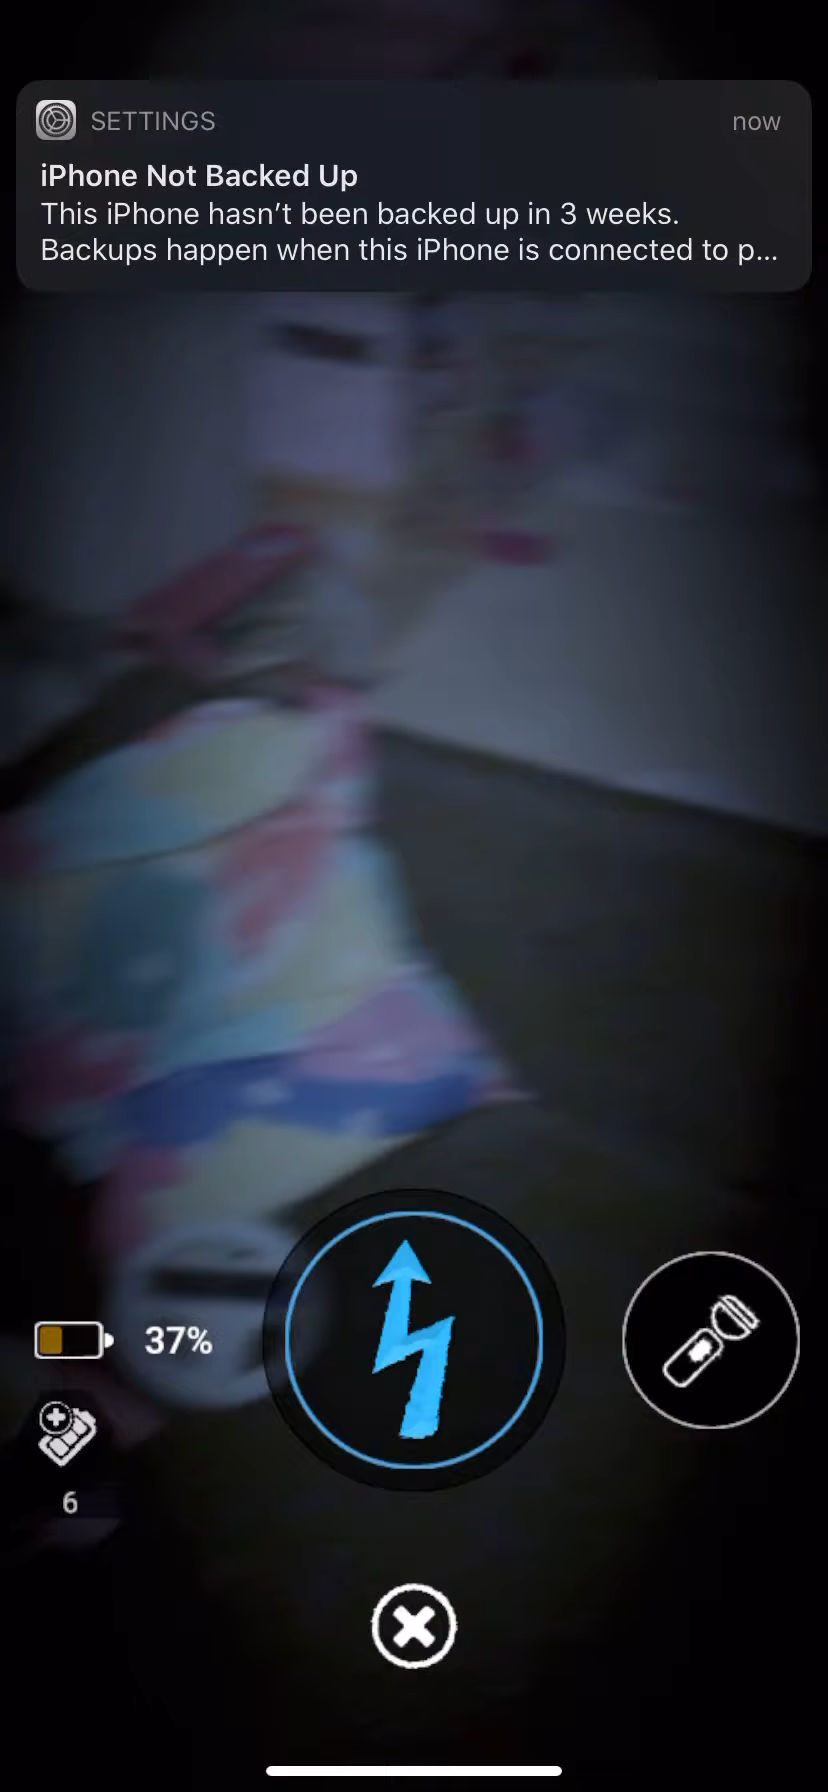 SETTINGS now
iPhone Not Backed Up
This iPhone hasn’t been backed up in 3 weeks.
Backups happen when this iPhone is connected to p...
37%
6